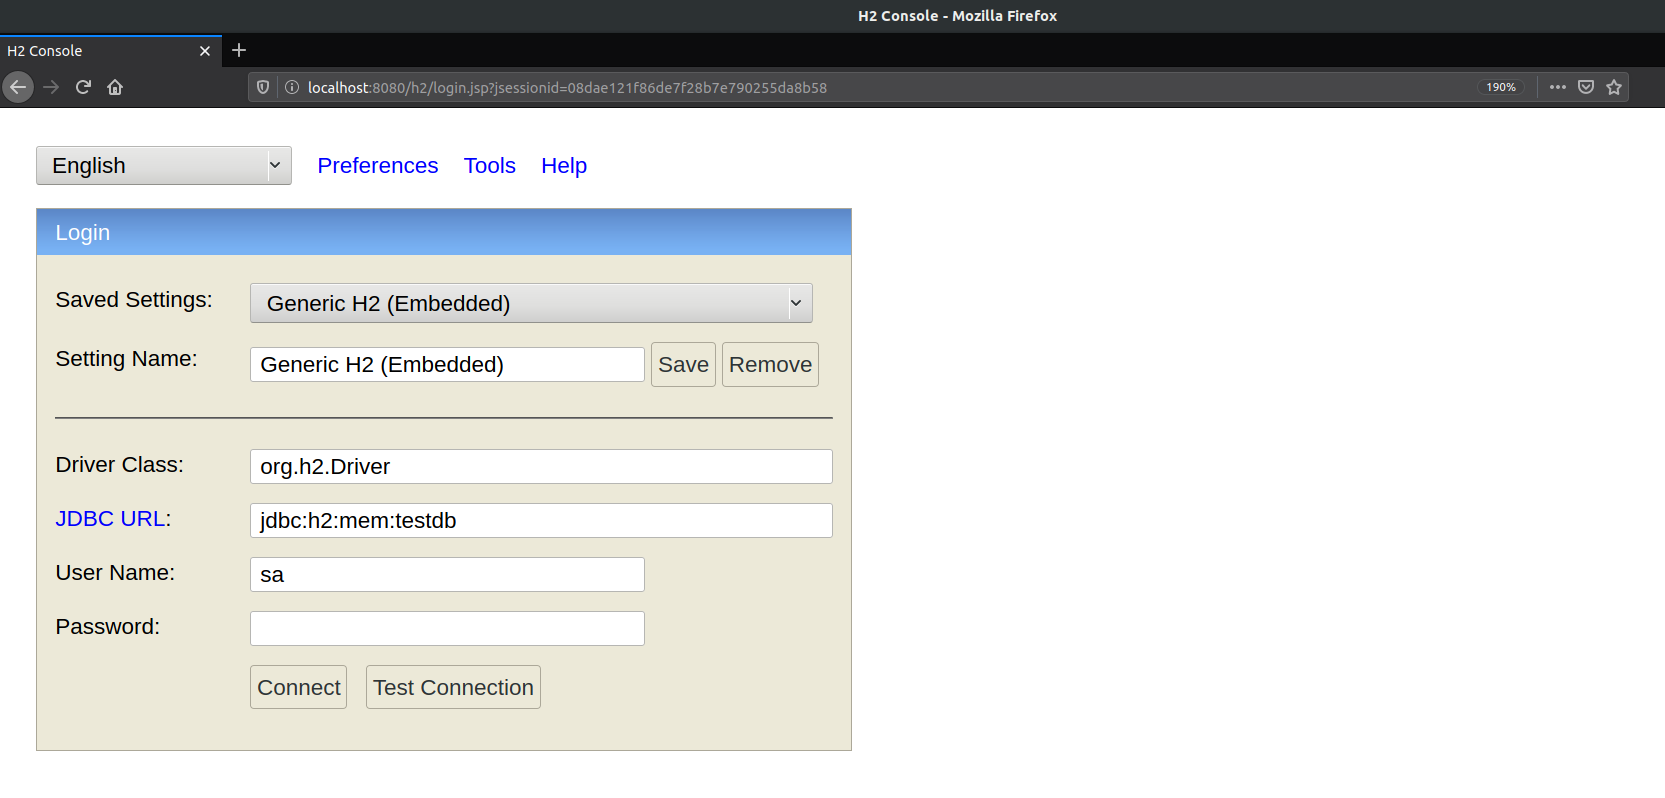 H2 Console - Mozilla Firefox
H2 Console
localhost:8080/h2/login.jsp?jsessionid=08dae121f86de7f28b7e790255da8b58 190%
English Preferences Tools Help
Login
Saved Settings: Generic H2 (Embedded)
Setting Name: Generic H2 (Embedded) Save Remove
Driver Class: org.h2.Driver
JDBC URL: jdbc:h2:mem:testdb
User Name: sa
Password:
Connect Test Connection